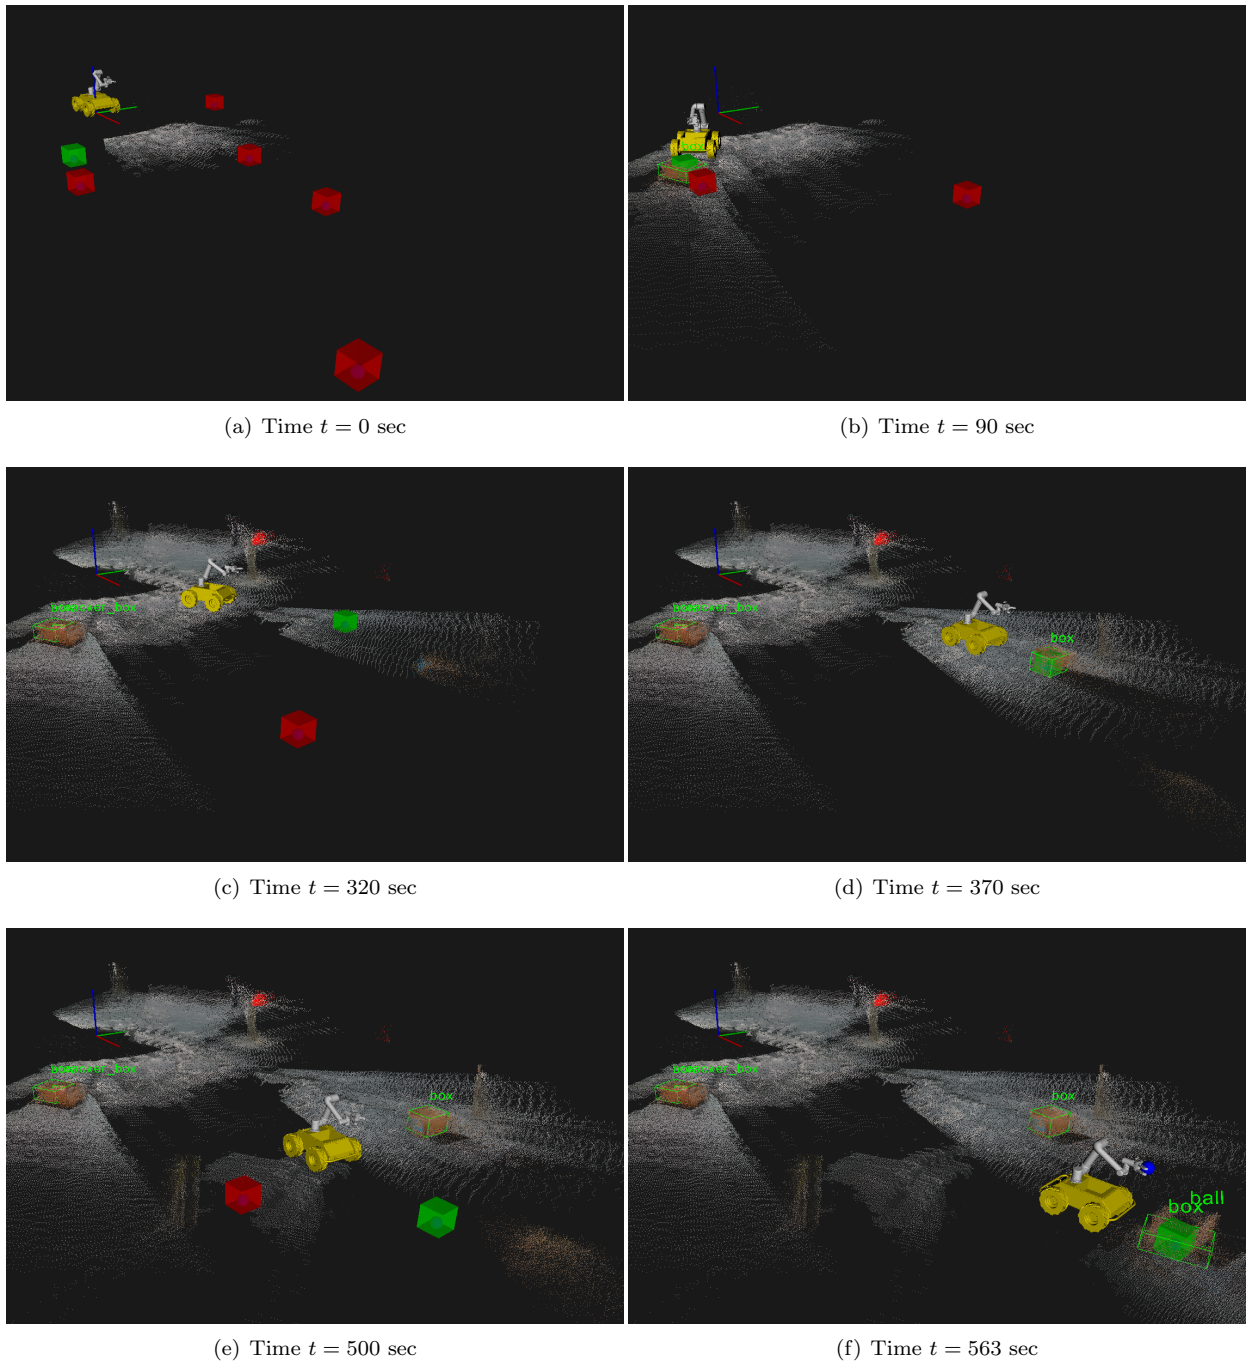 (a) Time t = 0 sec
box
(b) Time t = 90 sec
(c) Time t = 320 sec
box
(d) Time t = 370 sec
box
(e) Time t = 500 sec
box
ball
box
(f) Time t = 563 sec